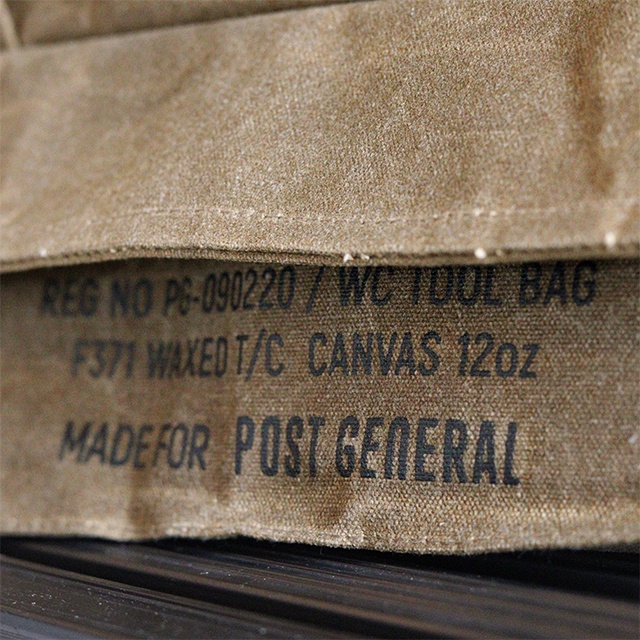 REG NO PG-090220 / WC TOOL BAG
F371 WAXED T/C CANVAS 12oz
MADE FOR POST GENERAL